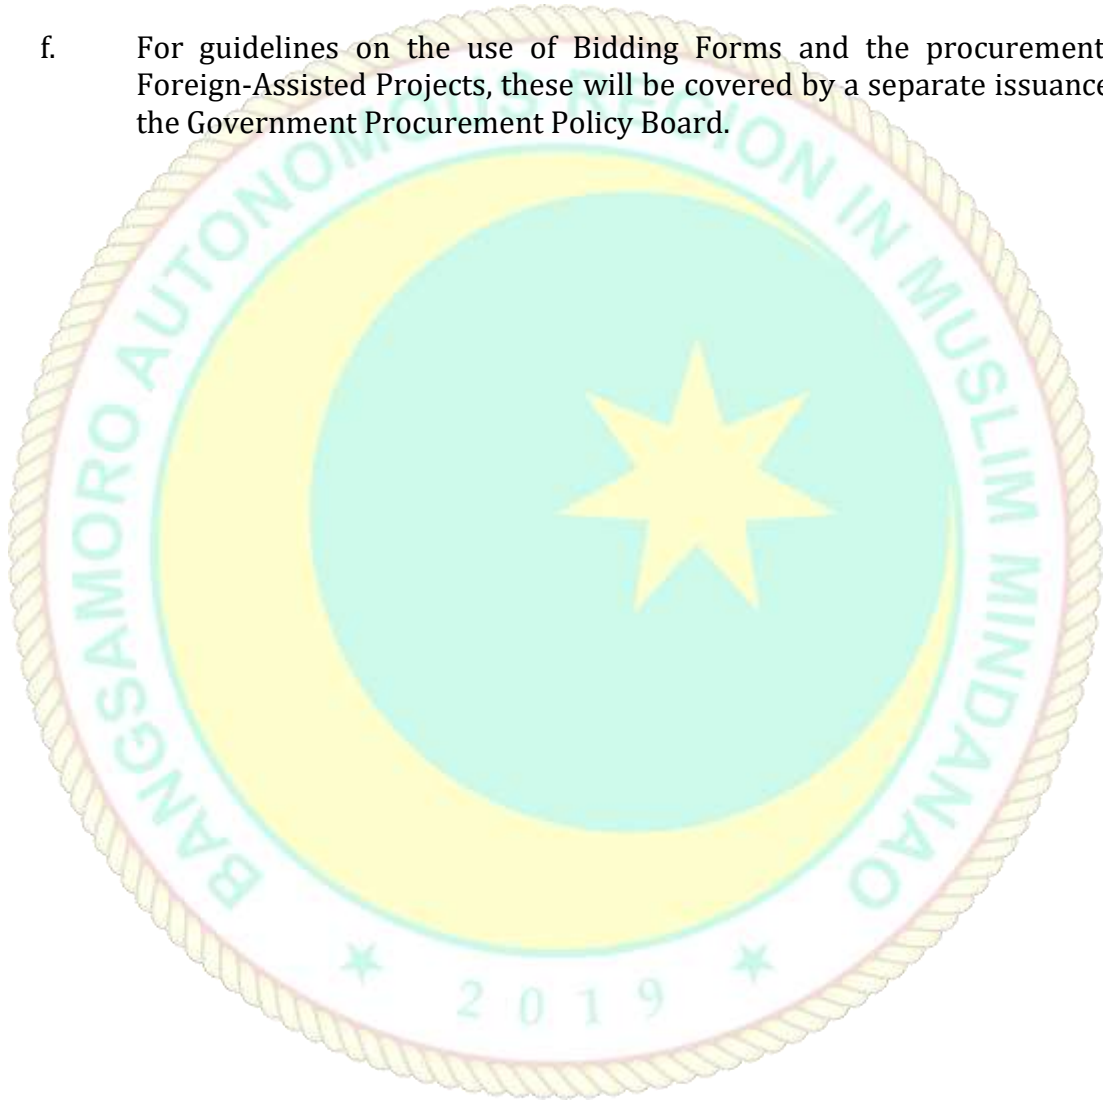 f. For guidelines on the use of Bidding Forms and the procurement
Foreign-Assisted Projects, these will be covered by a separate issuance
the Government Procurement Policy Board.
BANGSAMORO AUTONOMOUS REGION IN MUSLIM MINDANAO
2019